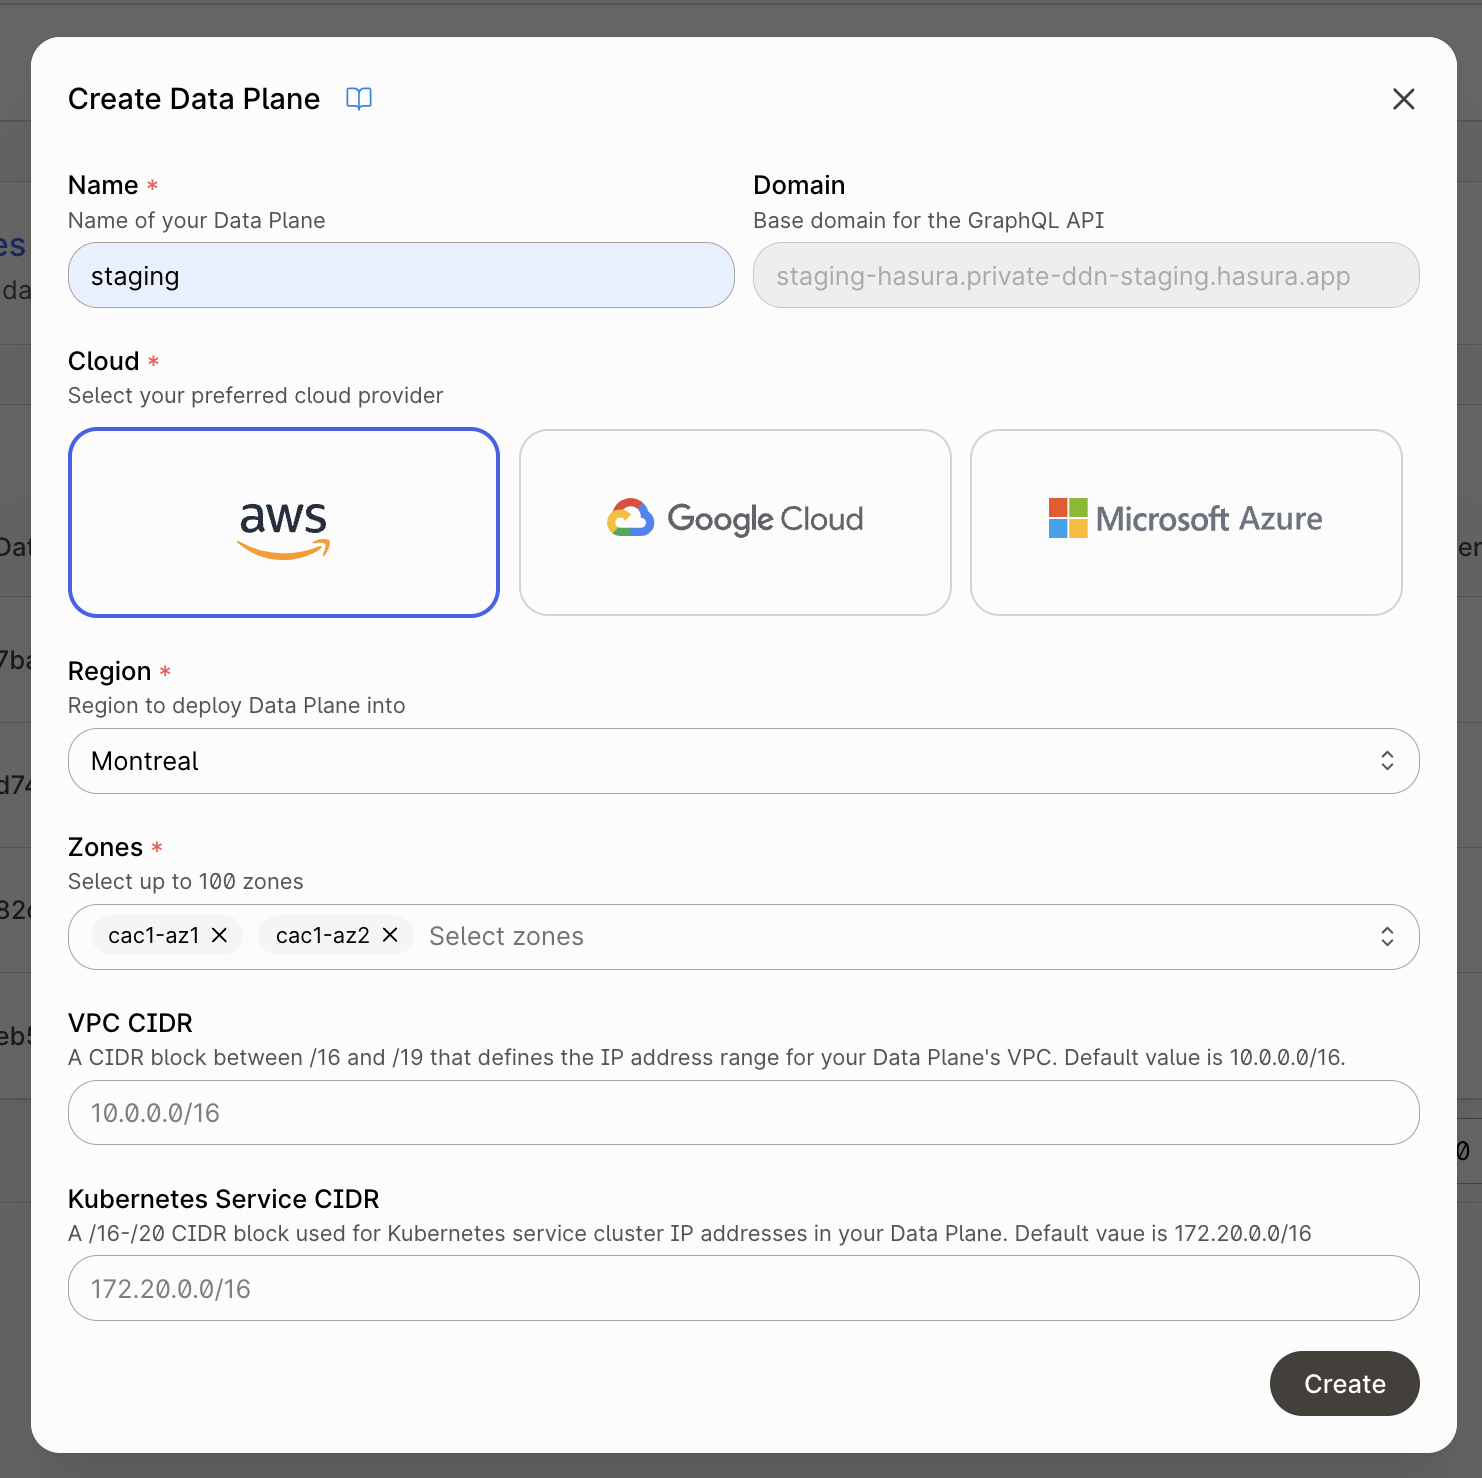 Create Data Plane
Name *
Name of your Data Plane
staging
Domain
Base domain for the GraphQL API
staging-hasura.private-ddn-staging.hasura.app
Cloud *
Select your preferred cloud provider
aws
Google Cloud
Microsoft Azure
Region *
Region to deploy Data Plane into
Montreal
Zones *
Select up to 100 zones
cac1-az1
cac1-az2
Select zones
VPC CIDR
A CIDR block between /16 and /19 that defines the IP address range for your Data Plane's VPC. Default value is 10.0.0.0/16.
10.0.0.0/16
Kubernetes Service CIDR
A /16-/20 CIDR block used for Kubernetes service cluster IP addresses in your Data Plane. Default vaue is 172.20.0.0/16
172.20.0.0/16
Create